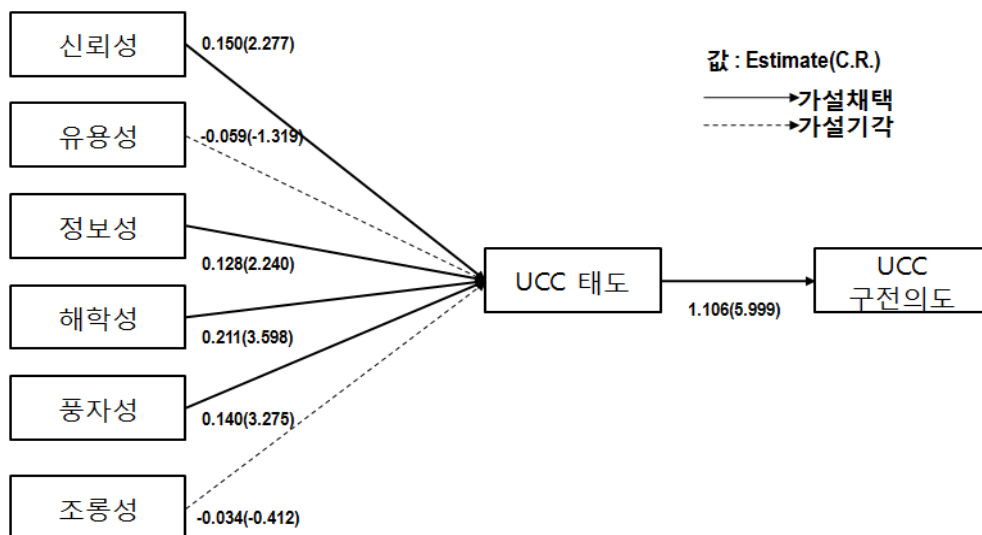 신뢰성
0.150(2.277)
값 : Estimate(C.R.)
가설채택
가설기각
유용성
-0.059(-1.319)
정보성
0.128(2.240)
해학성
0.211(3.598)
풍자성
0.140(3.275)
조롱성
-0.034(-0.412)
UCC 태도
1.106(5.999)
UCC
구전의도